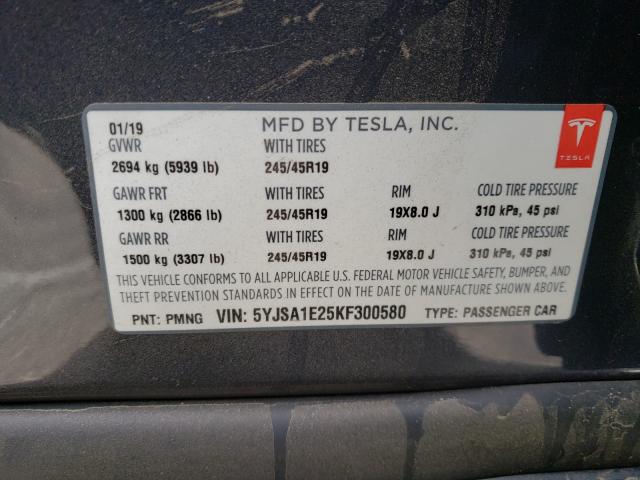 01/19 MFD BY TESLA, INC.
GVWR WITH TIRES
2694 kg (5939 lb) 245/45R19
TESLA
GAWR FRT WITH TIRES RIM COLD TIRE PRESSURE
1300 kg (2866 lb) 245/45R19 19X8.0 J 310 kPa, 45 psi
GAWR RR WITH TIRES RIM COLD TIRE PRESSURE
1500 kg (3307 lb) 245/45R19 19X8.0 J 310 kPa, 45 psi
THIS VEHICLE CONFORMS TO ALL APPLICABLE U.S. FEDERAL MOTOR VEHICLE SAFETY, BUMPER, AND
THEFT PREVENTION STANDARDS IN EFFECT ON THE DATE OF MANUFACTURE SHOWN ABOVE.
PNT: PMNG VIN: 5YJSA1E25KF300580 TYPE: PASSENGER CAR